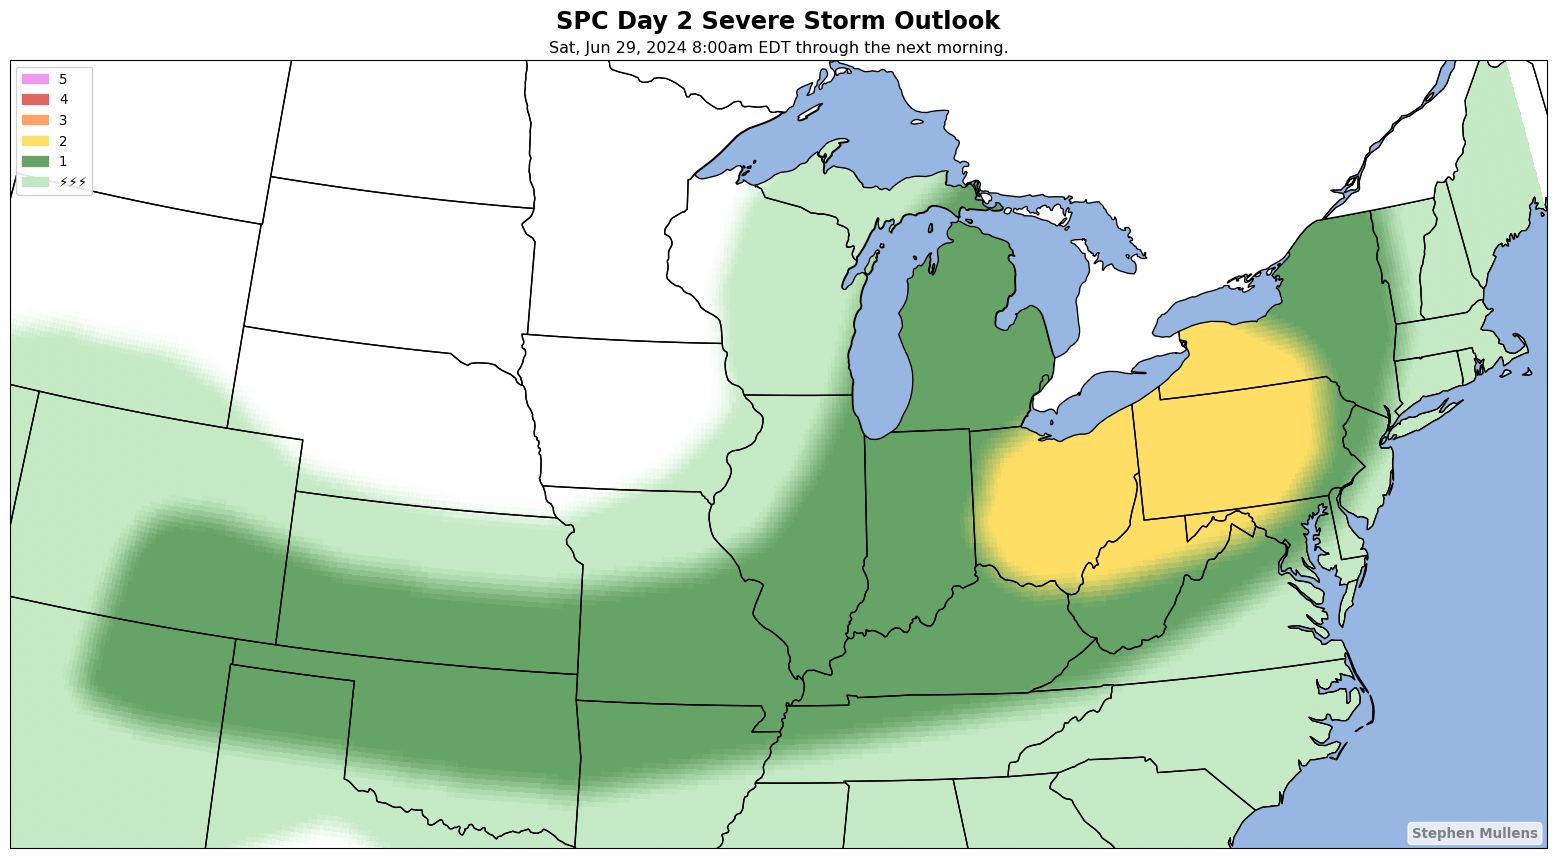 SPC Day 2 Severe Storm Outlook
Sat, Jun 29, 2024 8:00am EDT through the next morning.
5
4
3
2
1
⚡⚡⚡
Stephen Mullens